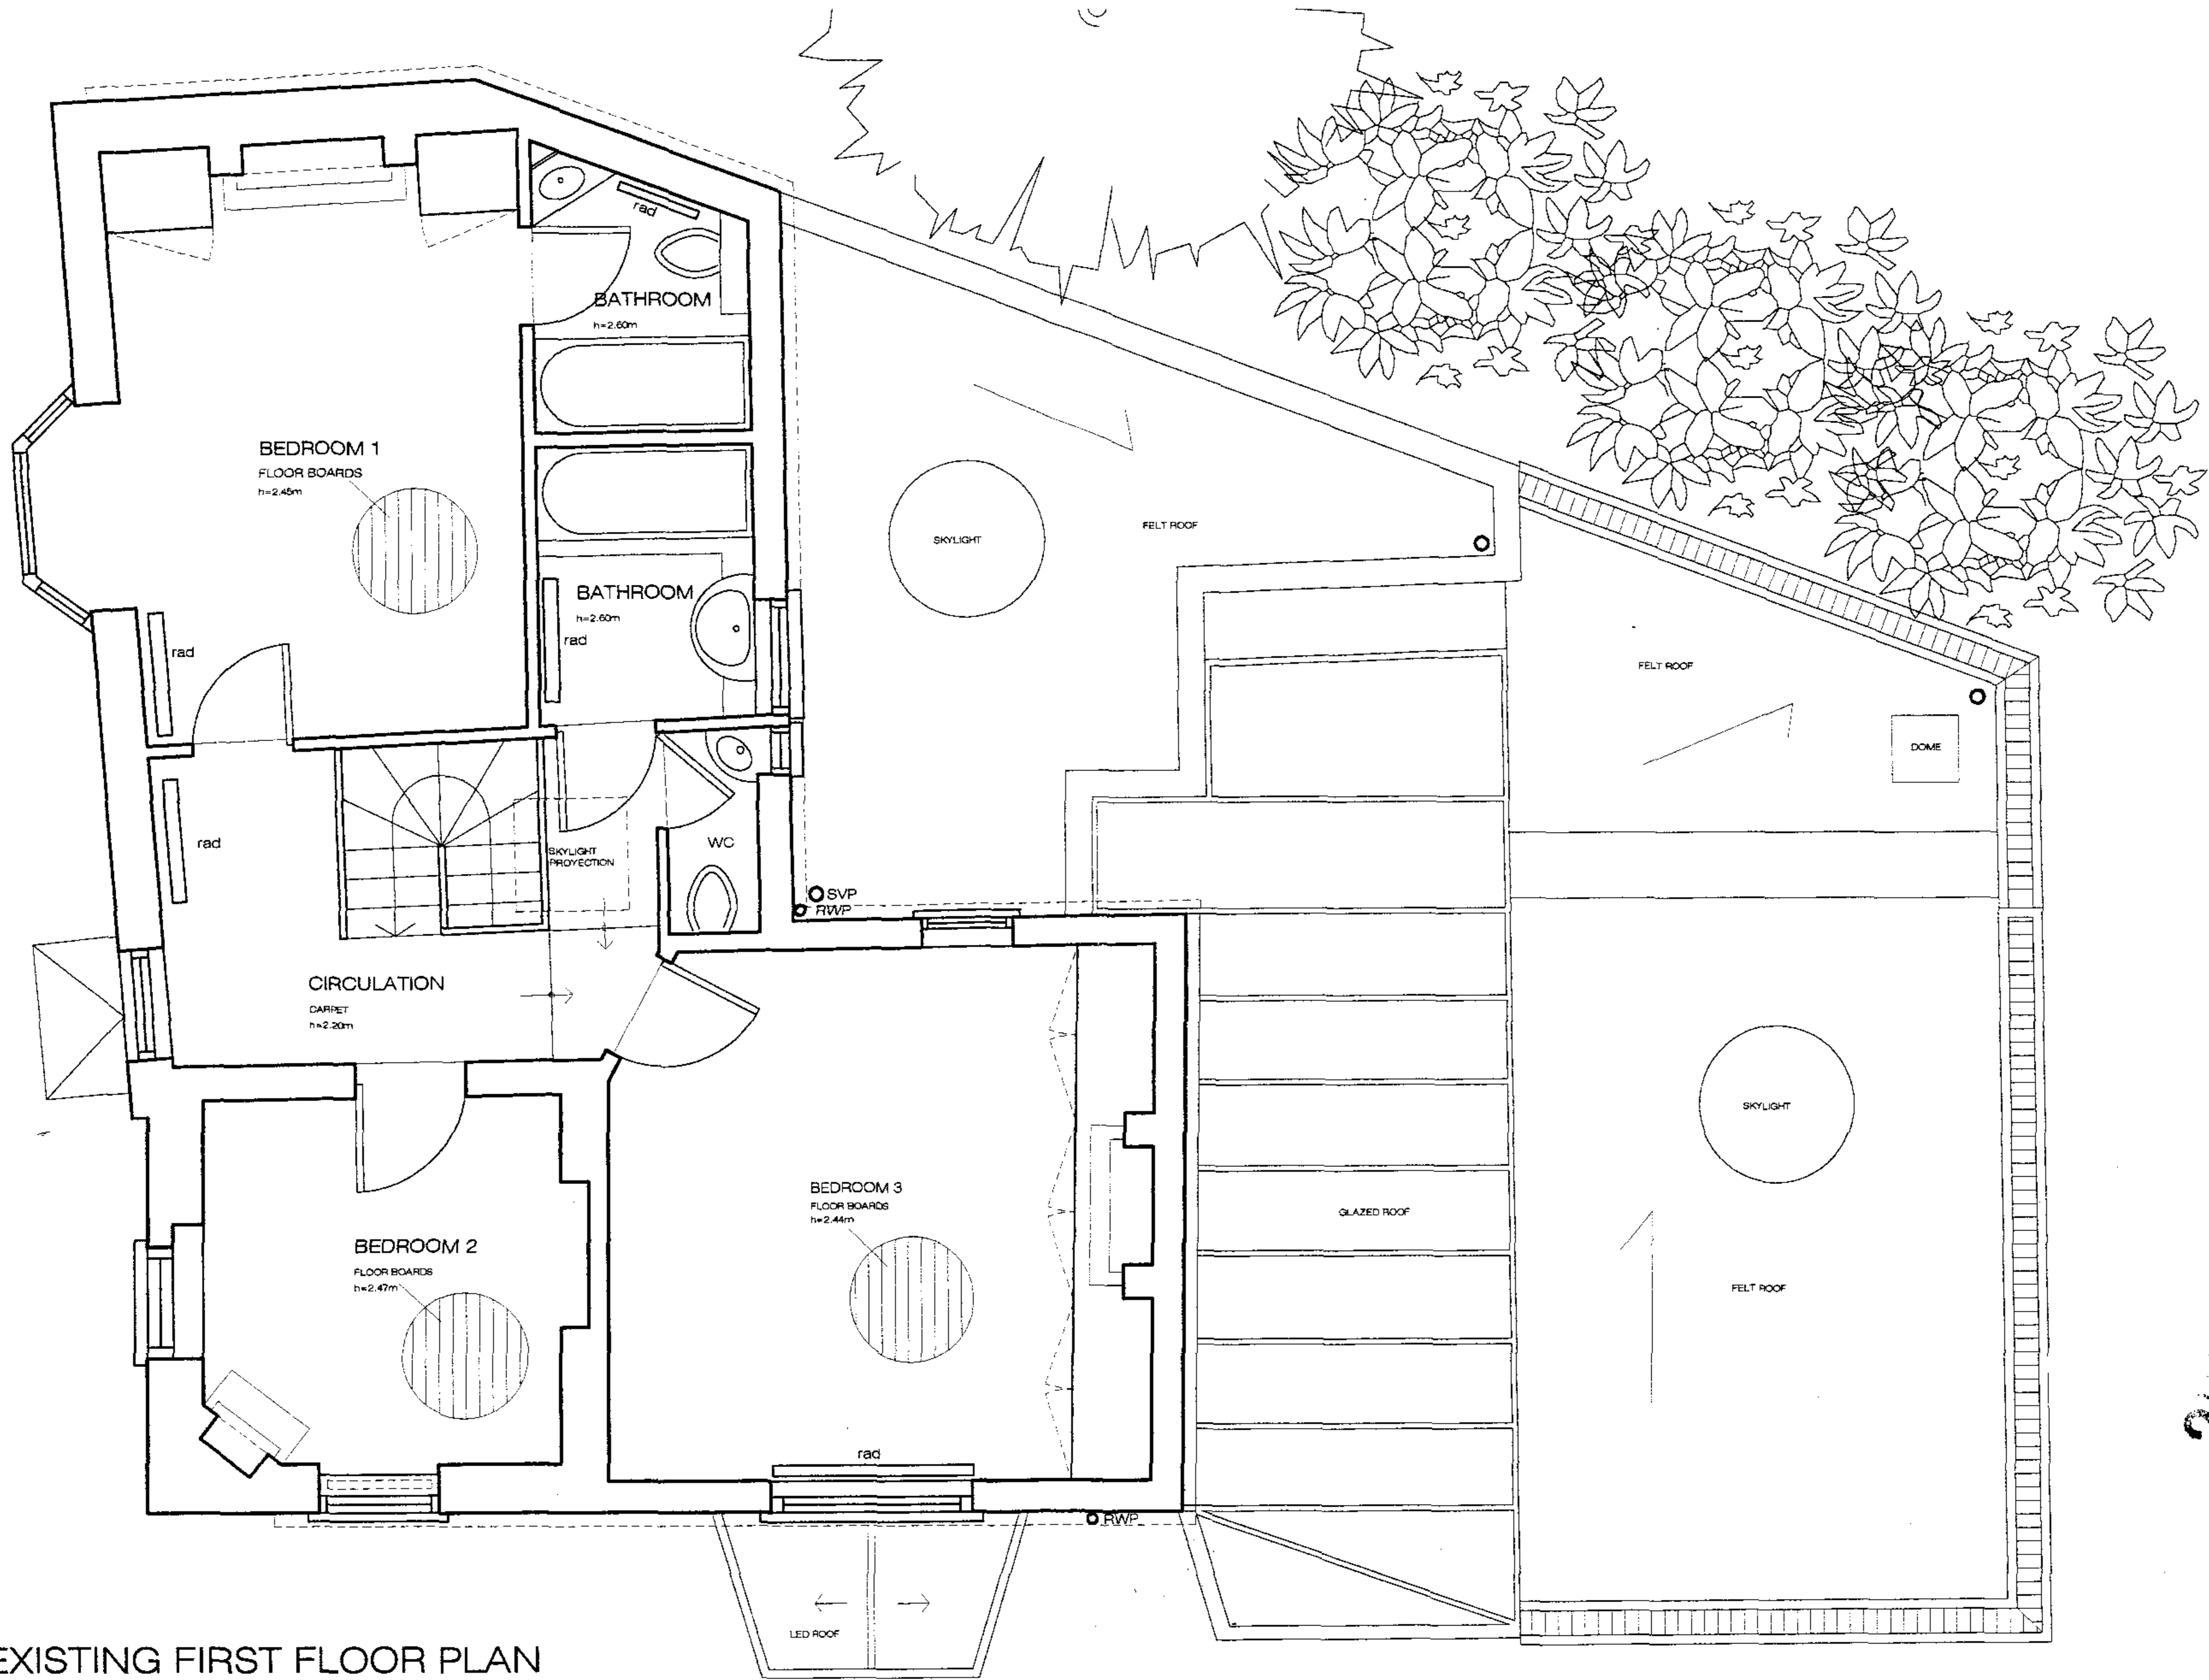 rad
BATHROOM
h=2.60m
BEDROOM 1
FLOOR BOARDS
h=2.45m
SKYLIGHT
FELT ROOF
BATHROOM
h=2.60m
rad
rad
FELT ROOF
DOME
rad
SKYLIGHT
PROYECTION
WC
SVP
RWP
CIRCULATION
CARPET
h=2.20m
SKYLIGHT
BEDROOM 3
FLOOR BOARDS
h=2.44m
GLAZED ROOF
BEDROOM 2
FLOOR BOARDS
h=2.47m
FELT ROOF
rad
RWP
LED ROOF
EXISTING FIRST FLOOR PLAN